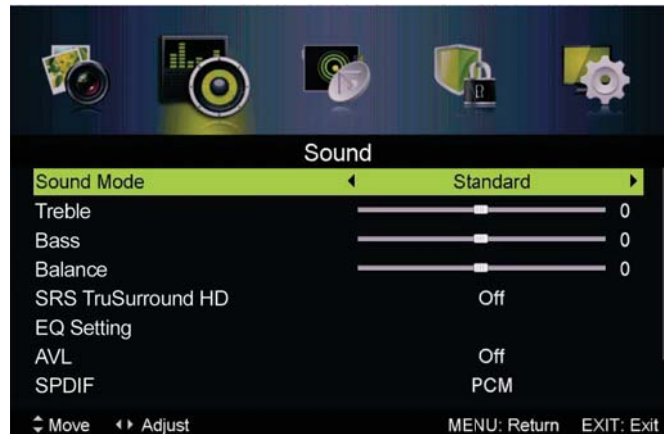 Sound
Sound Mode Standard
Treble 0
Bass 0
Balance 0
SRS TruSurround HD Off
EQ Setting
AVL Off
SPDIF PCM
Move Adjust MENU: Return EXIT: Exit